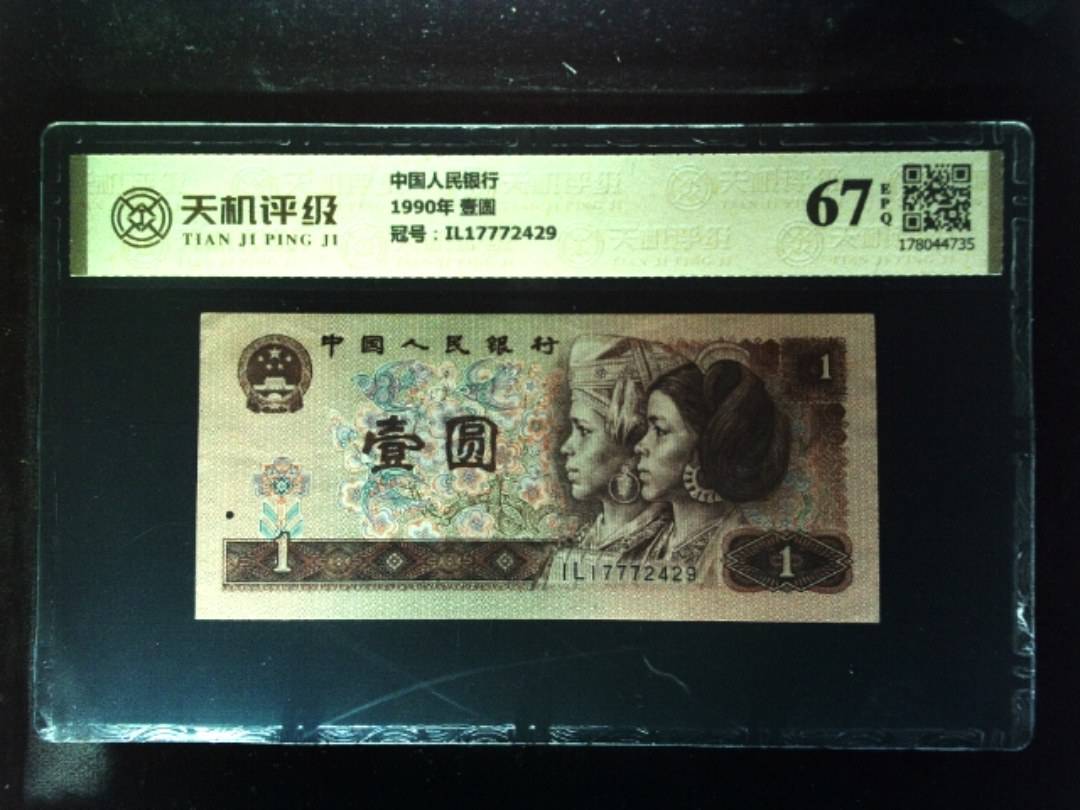 天机评级
TIAN JI PING JI
中国人民银行
1990年 壹圆
冠号：IL17772429
67
EPQ
178044735
中国人民银行
1
壹圆
1
IL17772429
1